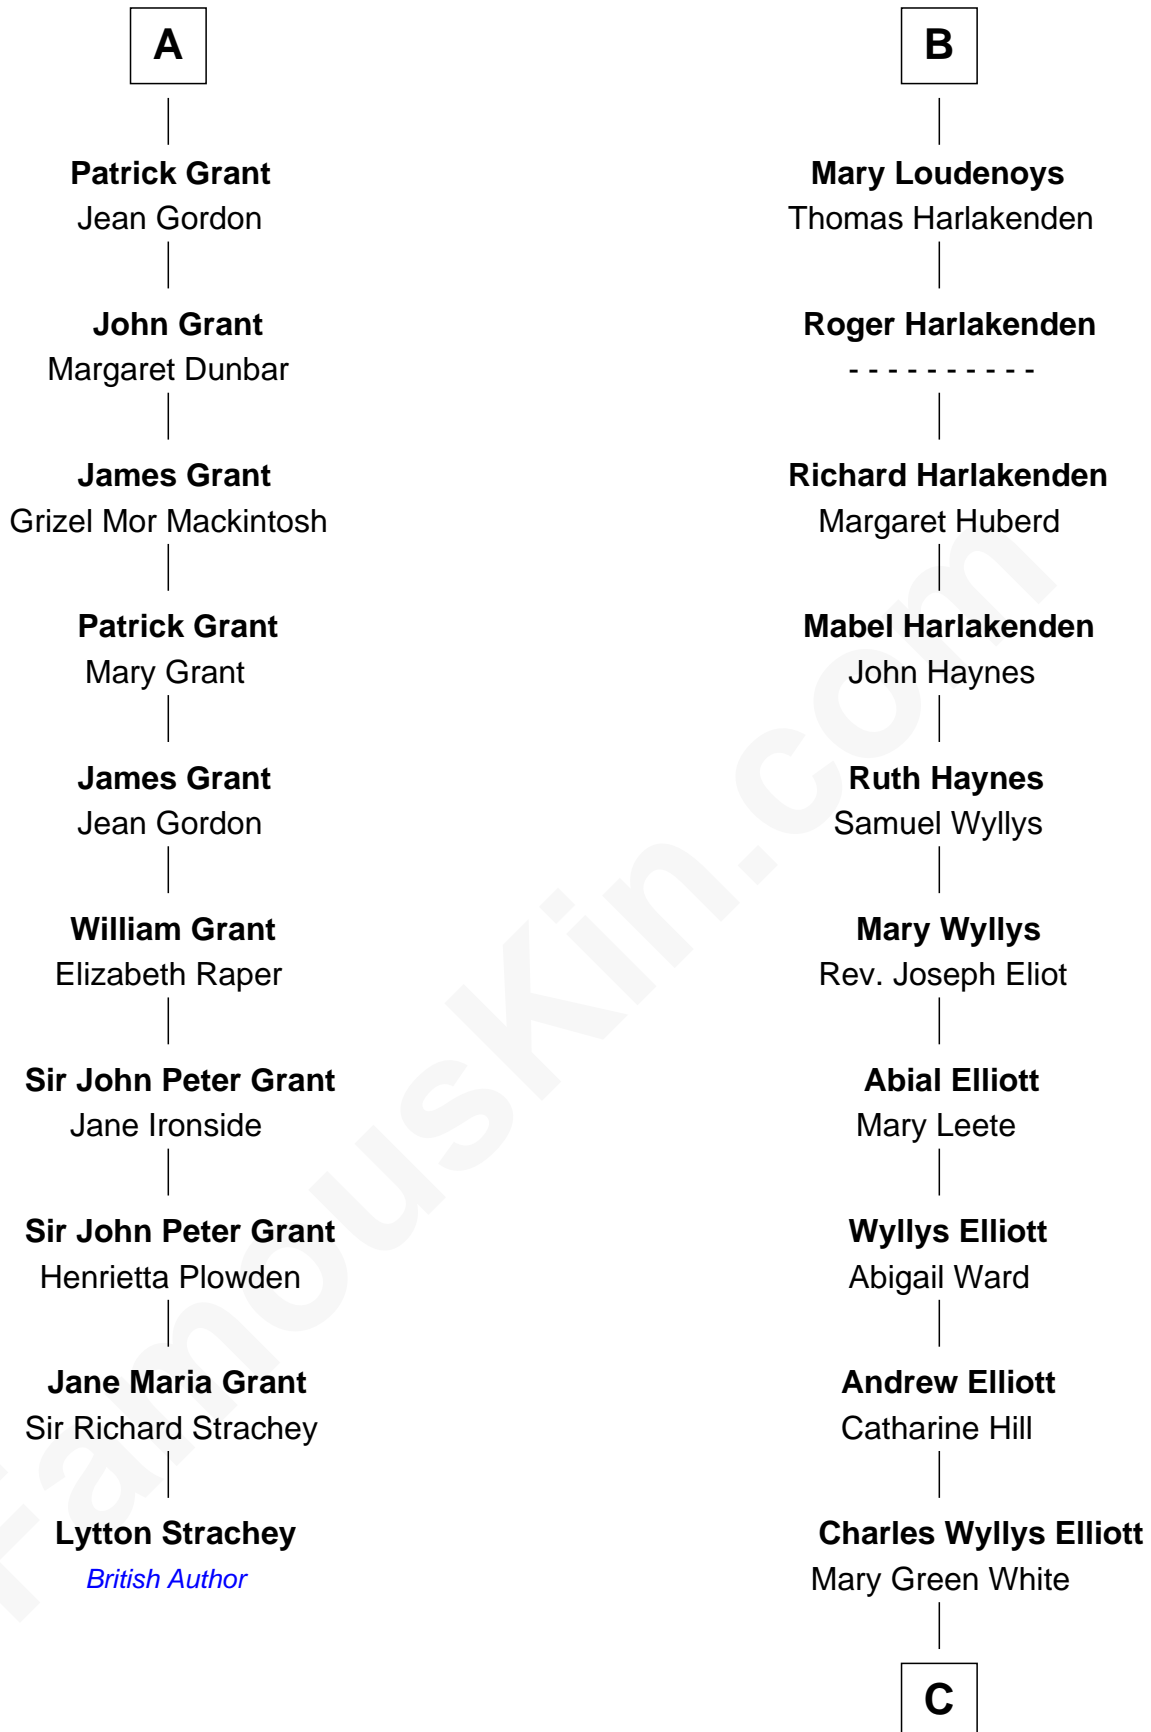 A
Patrick Grant
Jean Gordon
John Grant
Margaret Dunbar
James Grant
Grizel Mor Mackintosh
Patrick Grant
Mary Grant
James Grant
Jean Gordon
William Grant
Elizabeth Raper
Sir John Peter Grant
Jane Ironside
Sir John Peter Grant
Henrietta Plowden
Jane Maria Grant
Sir Richard Strachey
Lytton Strachey
British Author
B
Mary Loudenoys
Thomas Harlakenden
Roger Harlakenden
- - - - - - - - - -
Richard Harlakenden
Margaret Huberd
Mabel Harlakenden
John Haynes
Ruth Haynes
Samuel Wyllys
Mary Wyllys
Rev. Joseph Eliot
Abial Elliott
Mary Leete
Wyllys Elliott
Abigail Ward
Andrew Elliott
Catharine Hill
Charles Wyllys Elliott
Mary Green White
C
FamousKin.com